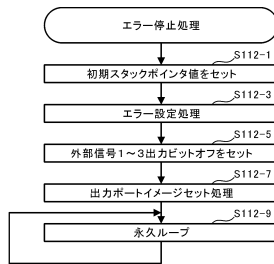 エラー停止処理
S112-1
初期スタックポインタ値をセット
S112-3
エラー設定処理
S112-5
外部信号1~3出力ビットオフをセット
S112-7
出力ポートイメージセット処理
S112-9
永久ループ